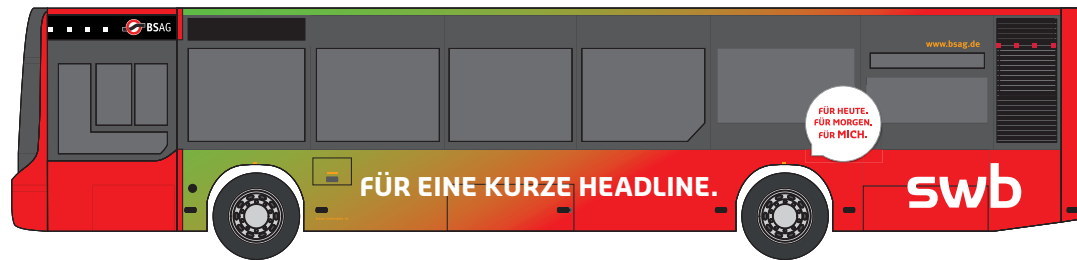 BSAG
www.bsag.de
FÜR HEUTE.
FÜR MORGEN.
FÜR MICH.
FÜR EINE KURZE HEADLINE.
swb